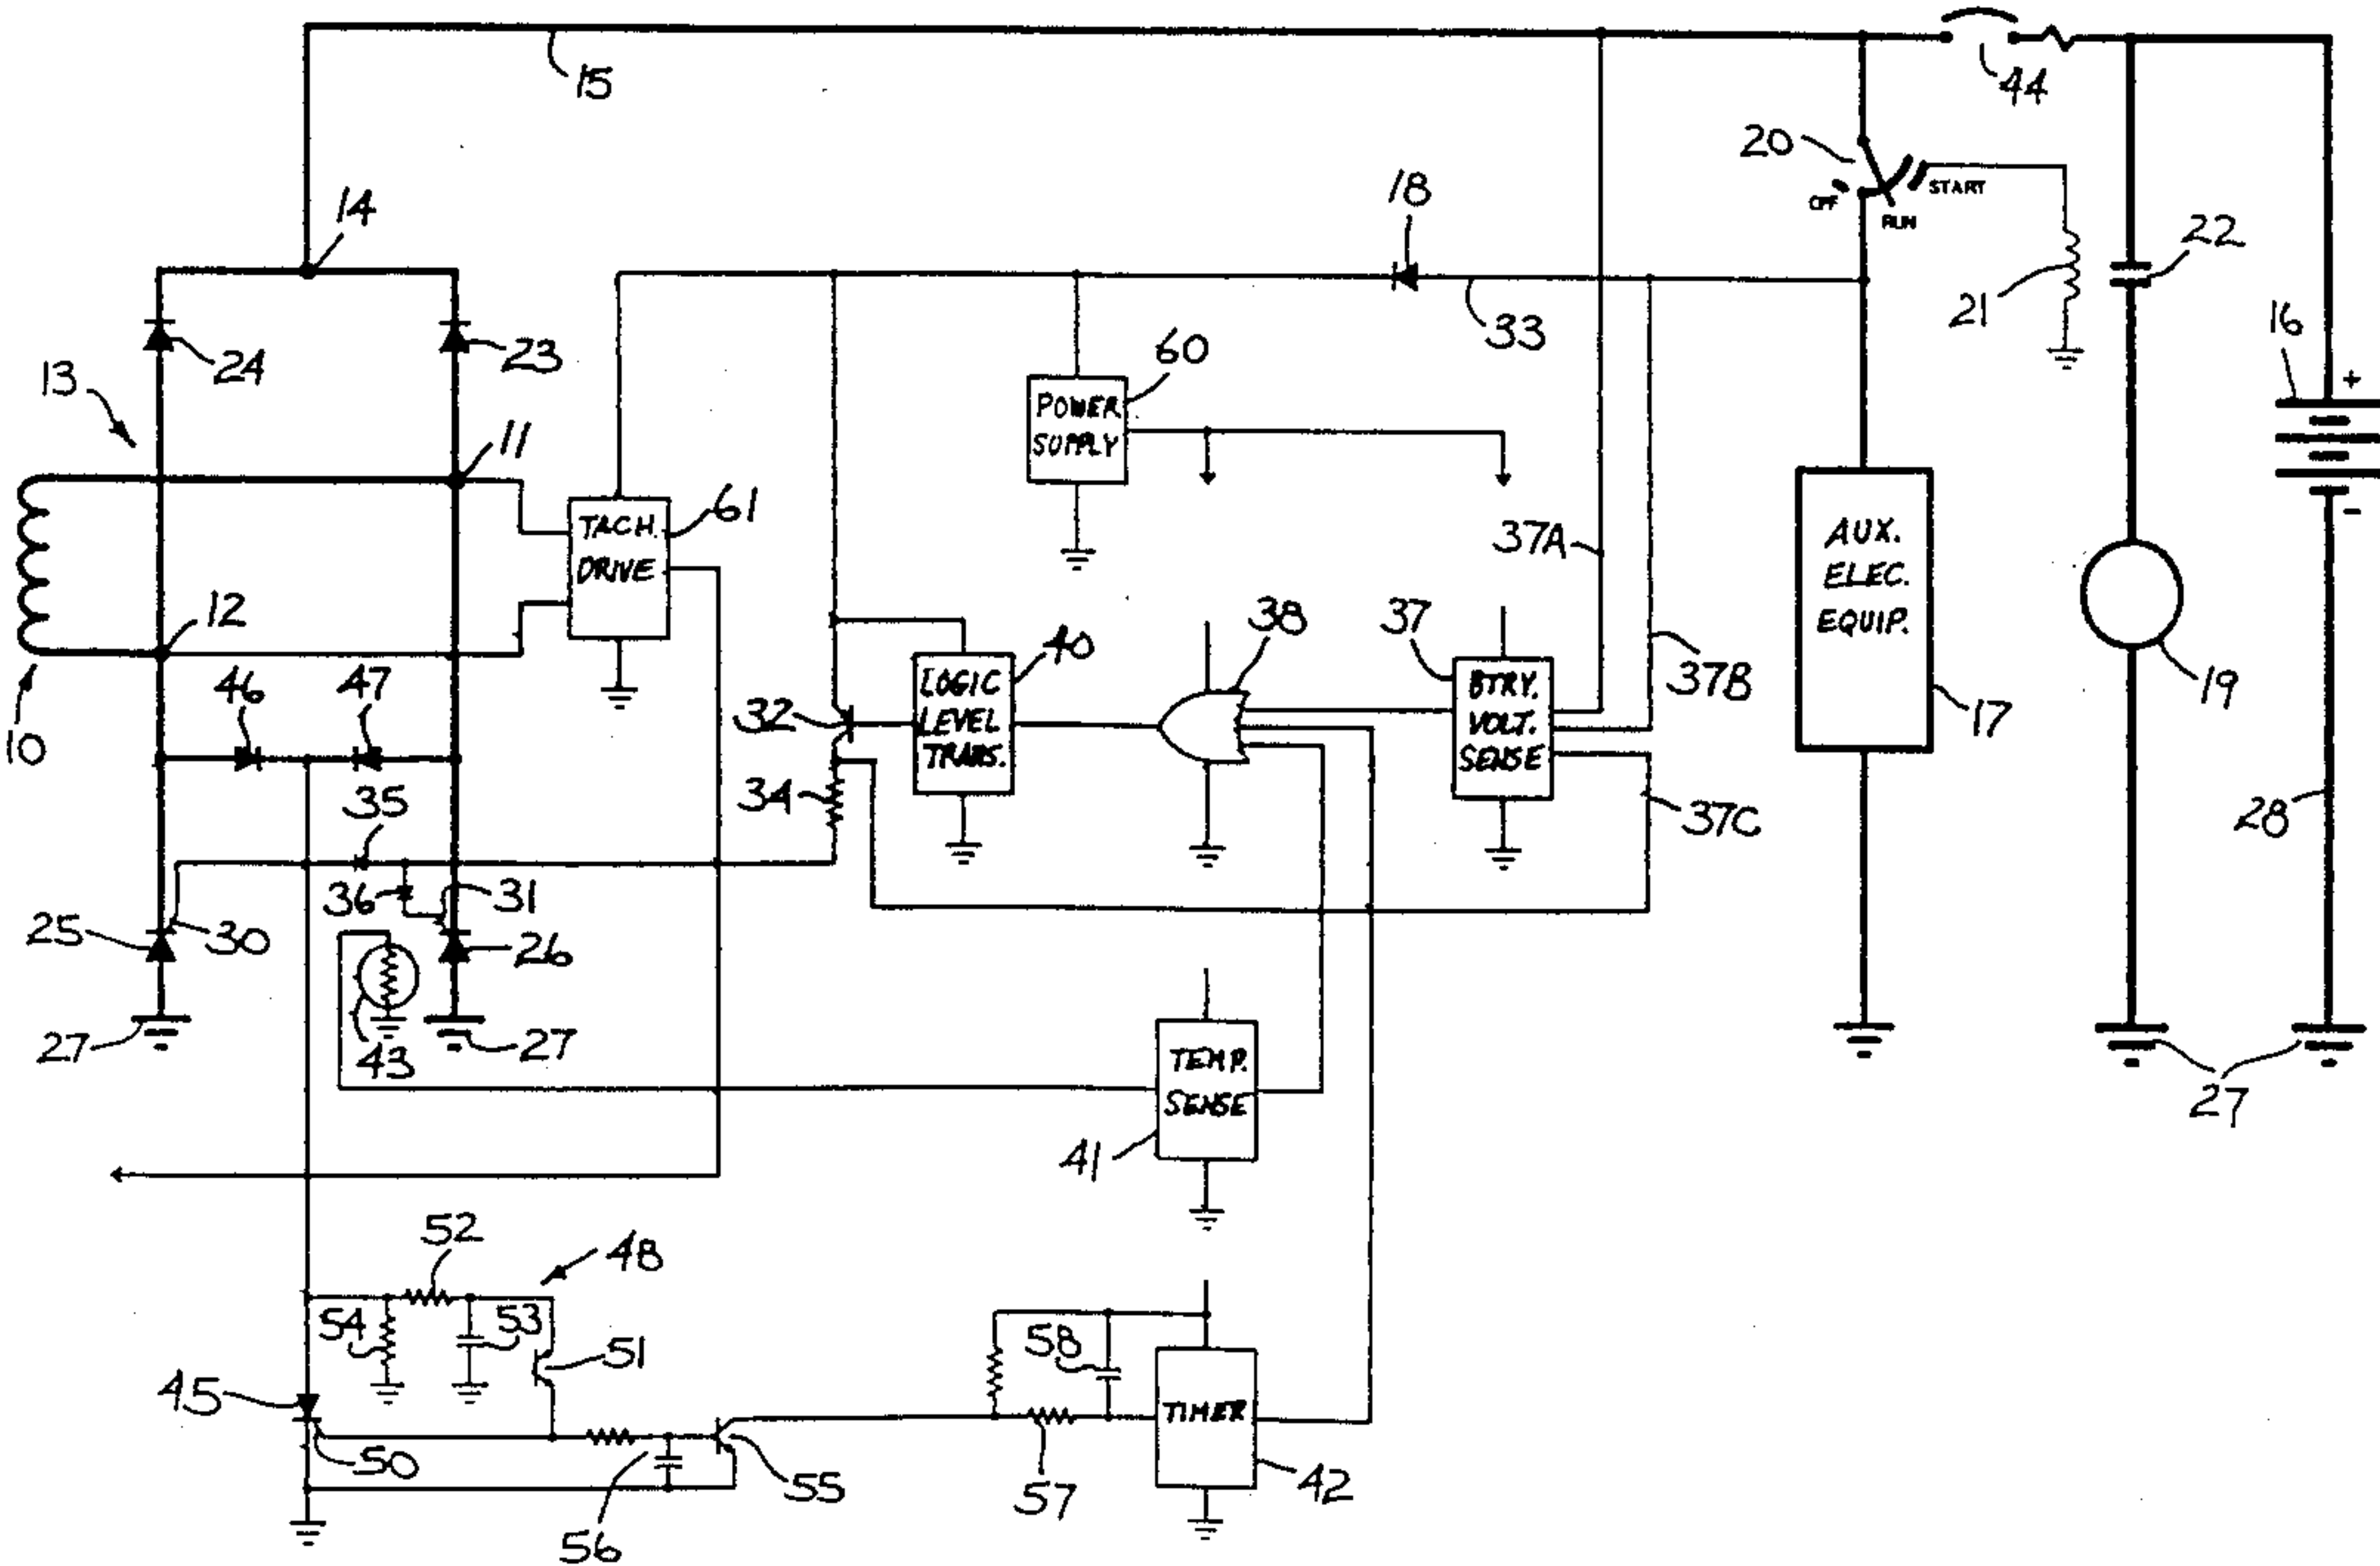 15
44
20
OFF
START
RUN
14
18
22
21
33
16
+
-
24
23
13
60
POWER
SUPPLY
11
61
TACH.
DRIVE
37A
AUX.
ELEC.
EQUIP.
12
38
37
40
37B
19
17
46
47
10
32
LOGIC
LEVEL
TRANS.
BTRY.
VOLT.
SENSE
35
34
37C
28
36
31
25
30
26
27
43
27
TEMP.
SENSE
41
27
52
48
54
53
51
58
45
TIMER
50
56
55
57
42